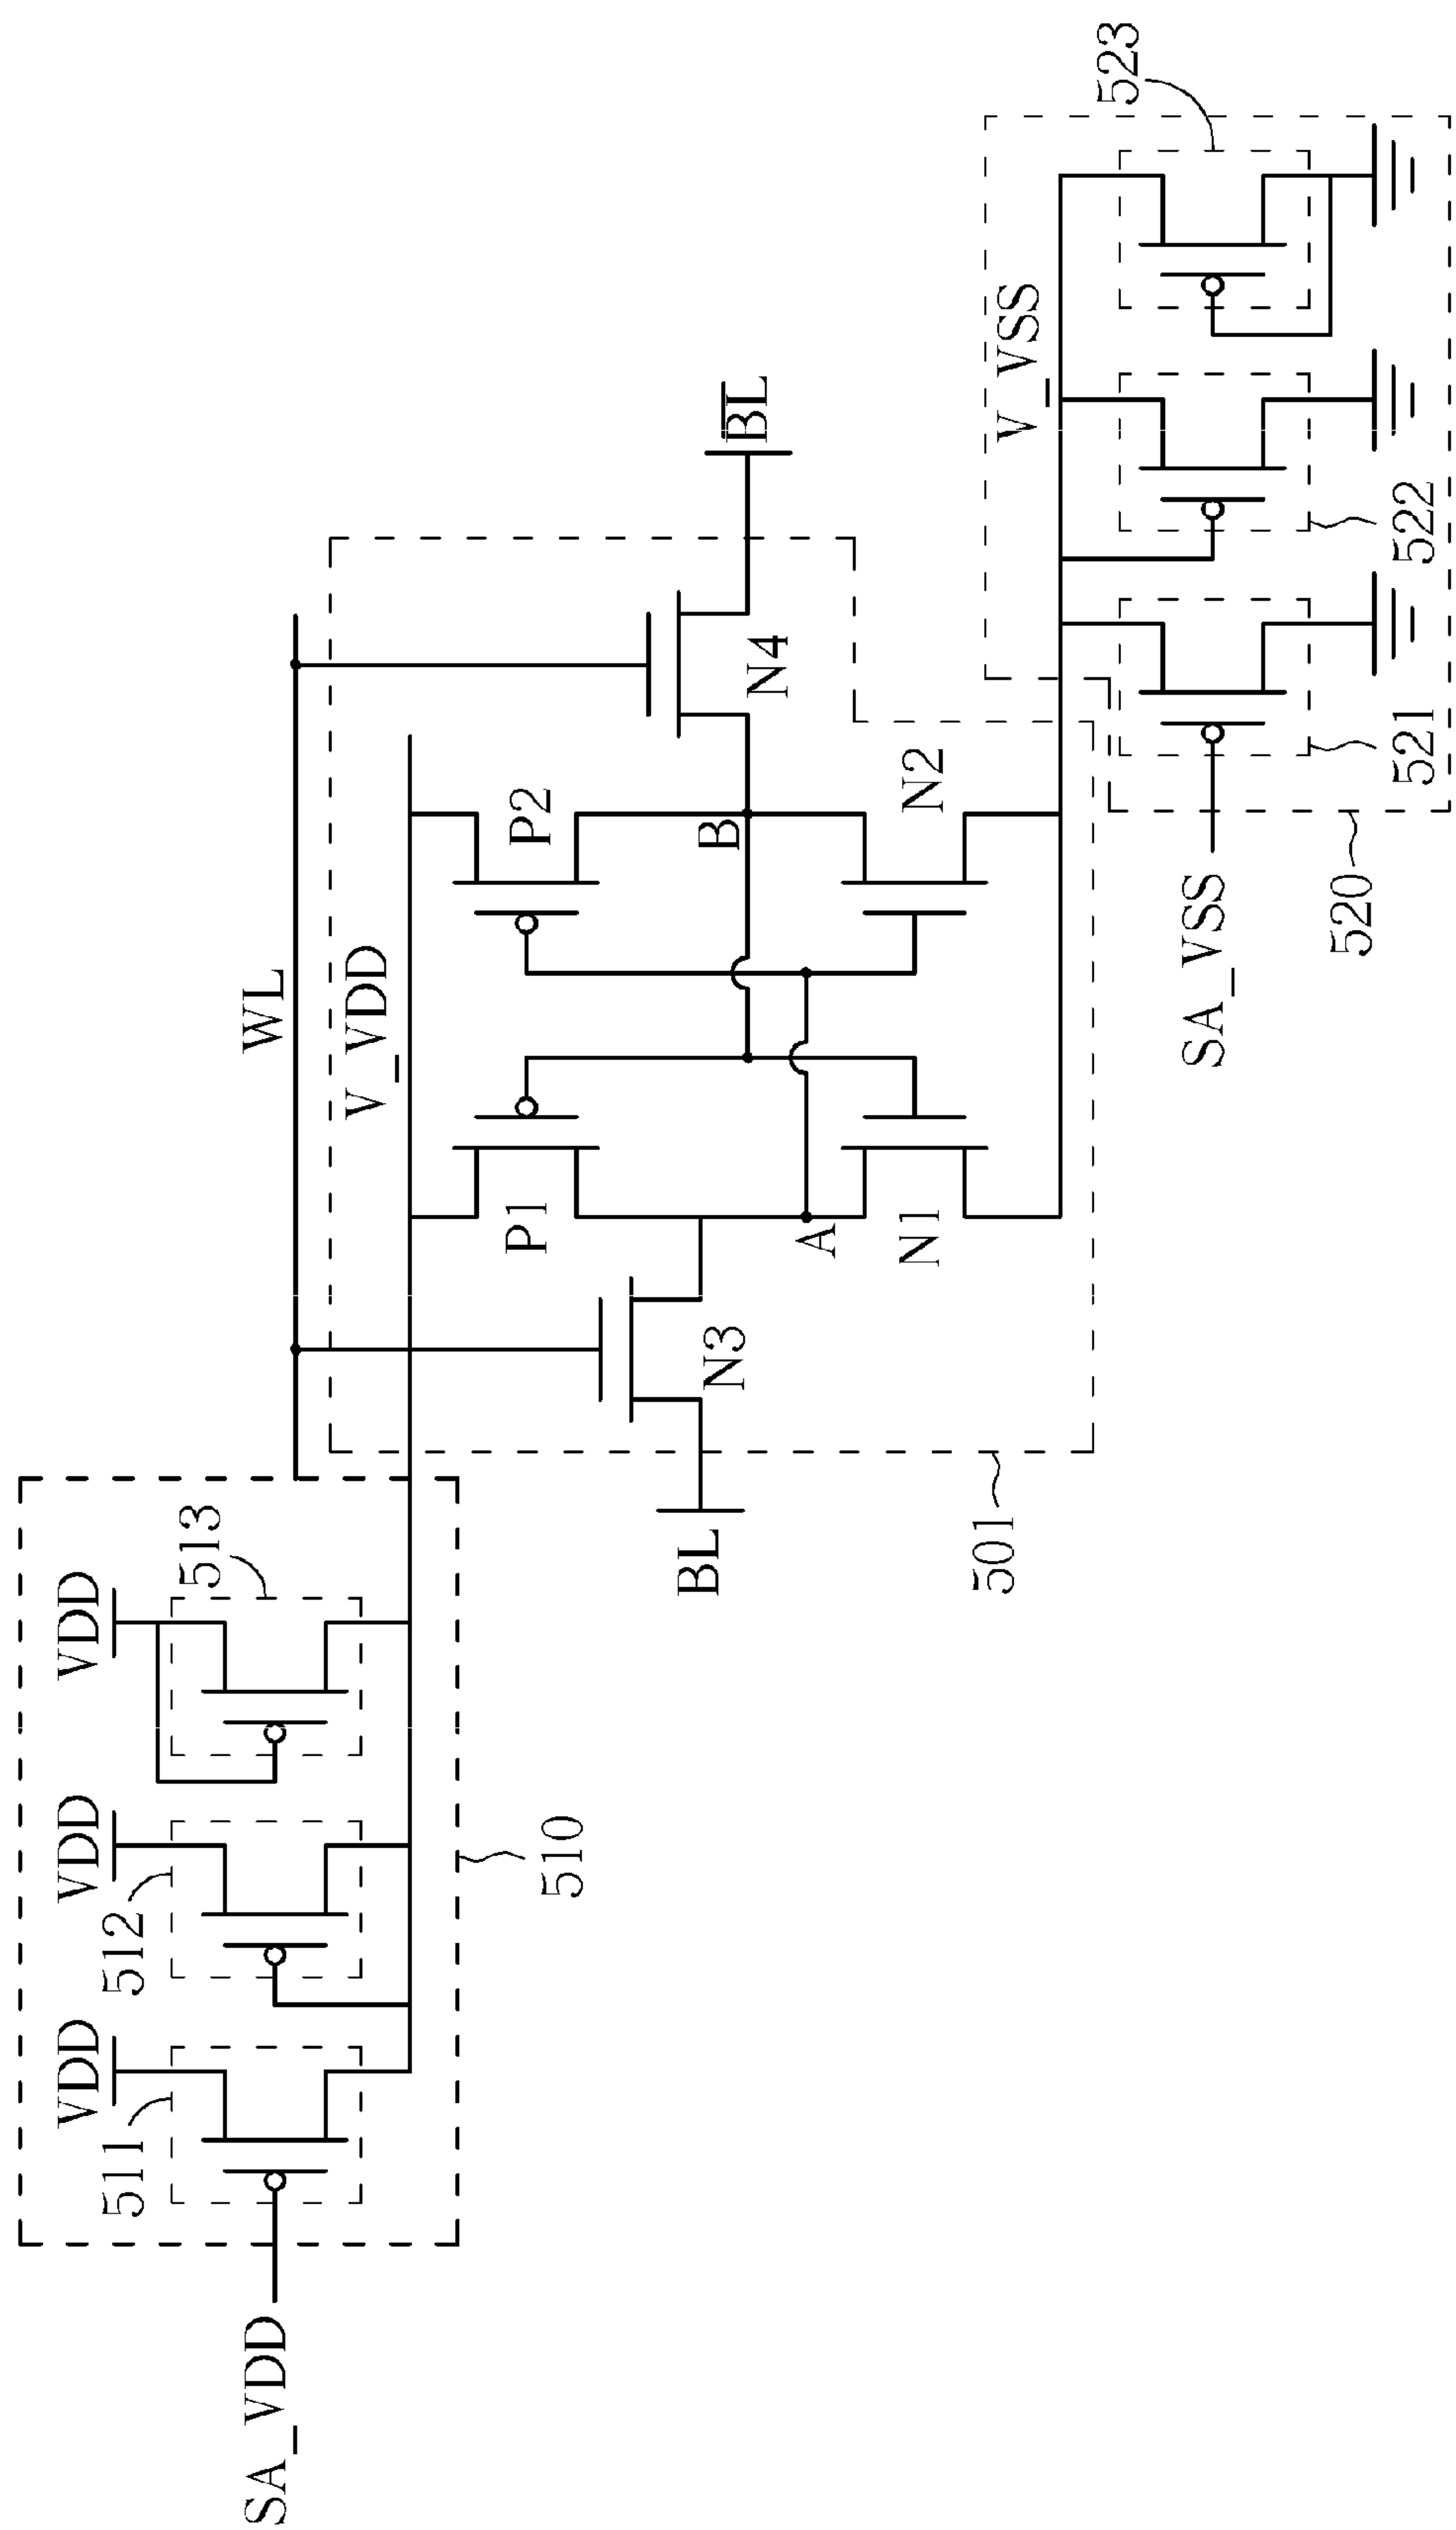 SA_VDD
511
VDD
512
VDD
513
VDD
510
WL
V_VDD
501
BL
N3
P1
P2
A
B
N1
N2
N4
B̅L̅
V_VSS
SA_VSS
520
521
522
523